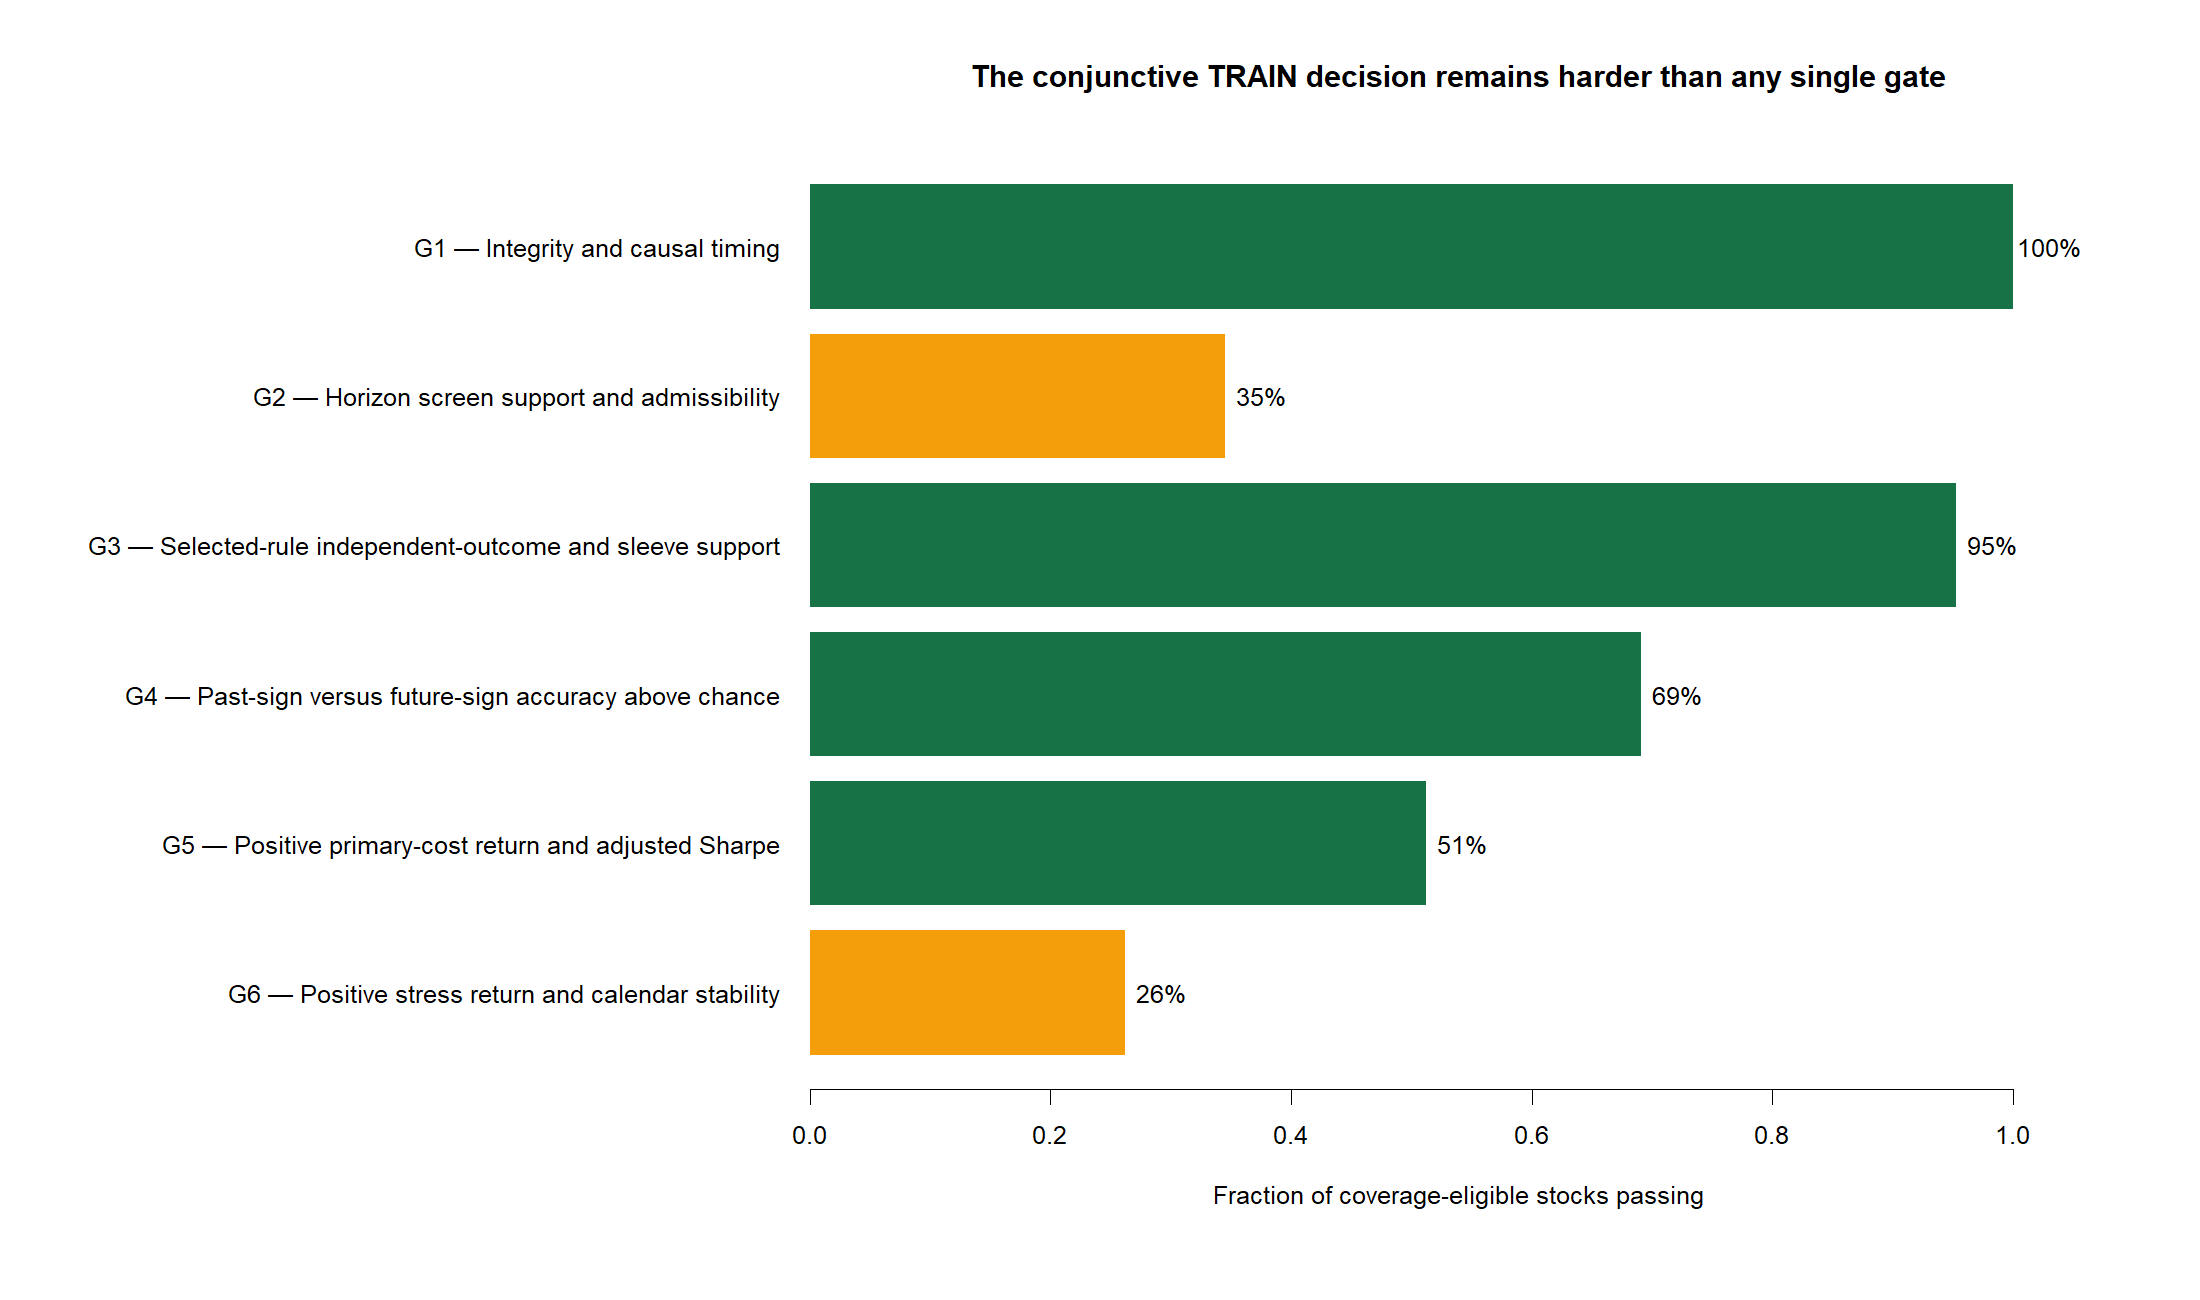 The conjunctive TRAIN decision remains harder than any single gate
G1 — Integrity and causal timing
100%
G2 — Horizon screen support and admissibility
35%
G3 — Selected-rule independent-outcome and sleeve support
95%
G4 — Past-sign versus future-sign accuracy above chance
69%
G5 — Positive primary-cost return and adjusted Sharpe
51%
G6 — Positive stress return and calendar stability
26%
0.0 0.2 0.4 0.6 0.8 1.0
Fraction of coverage-eligible stocks passing